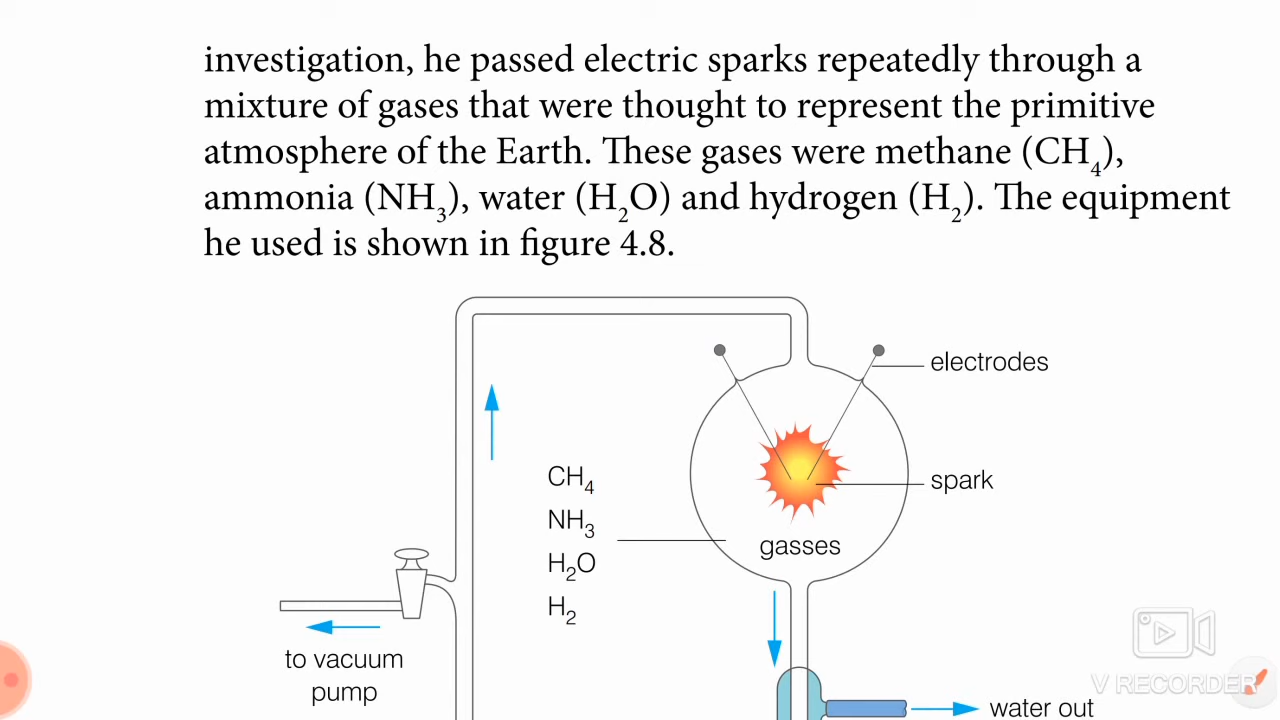 investigation, he passed electric sparks repeatedly through a
mixture of gases that were thought to represent the primitive
atmosphere of the Earth. These gases were methane (CH₄),
ammonia (NH₃), water (H₂O) and hydrogen (H₂). The equipment
he used is shown in figure 4.8.
electrodes
CH₄
spark
NH₃
gasses
H₂O
H₂
to vacuum
pump
water out
V RECORDER